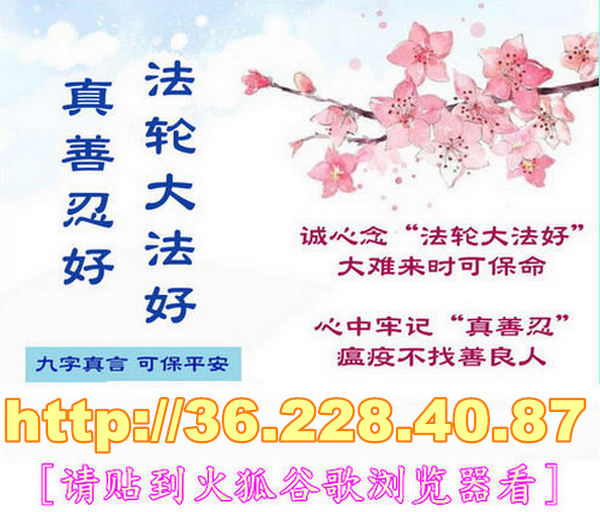 法轮大法好
真善忍好
九字真言 可保平安
诚心念“法轮大法好”
大难来时可保命
心中牢记“真善忍”
瘟疫不找善良人
http://36.228.40.87
[请贴到火狐谷歌浏览器看]